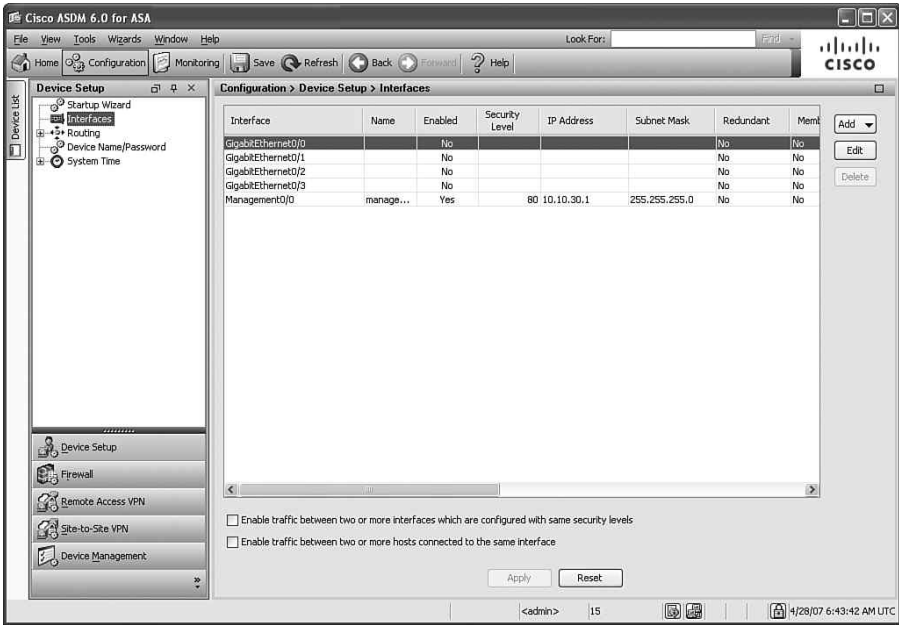 Cisco ASDM 6.0 for ASA
File View Tools Wizards Window Help
Look For:
Find
Home Configuration Monitoring Save Refresh Back Forward Help
CISCO
Device List
Device Setup
Startup Wizard
Interfaces
Routing
Device Name/Password
System Time
Device Setup
Firewall
Remote Access VPN
Site-to-Site VPN
Device Management
Configuration > Device Setup > Interfaces
Interface Name Enabled Security Level IP Address Subnet Mask Redundant Memb
GigabitEthernet0/0 No No No
GigabitEthernet0/1 No No No
GigabitEthernet0/2 No No No
GigabitEthernet0/3 No No No
Management0/0 manage... Yes 80 10.10.30.1 255.255.255.0 No No
Add
Edit
Delete
Enable traffic between two or more interfaces which are configured with same security levels
Enable traffic between two or more hosts connected to the same interface
Apply Reset
<admin> 15 4/28/07 6:43:42 AM UTC